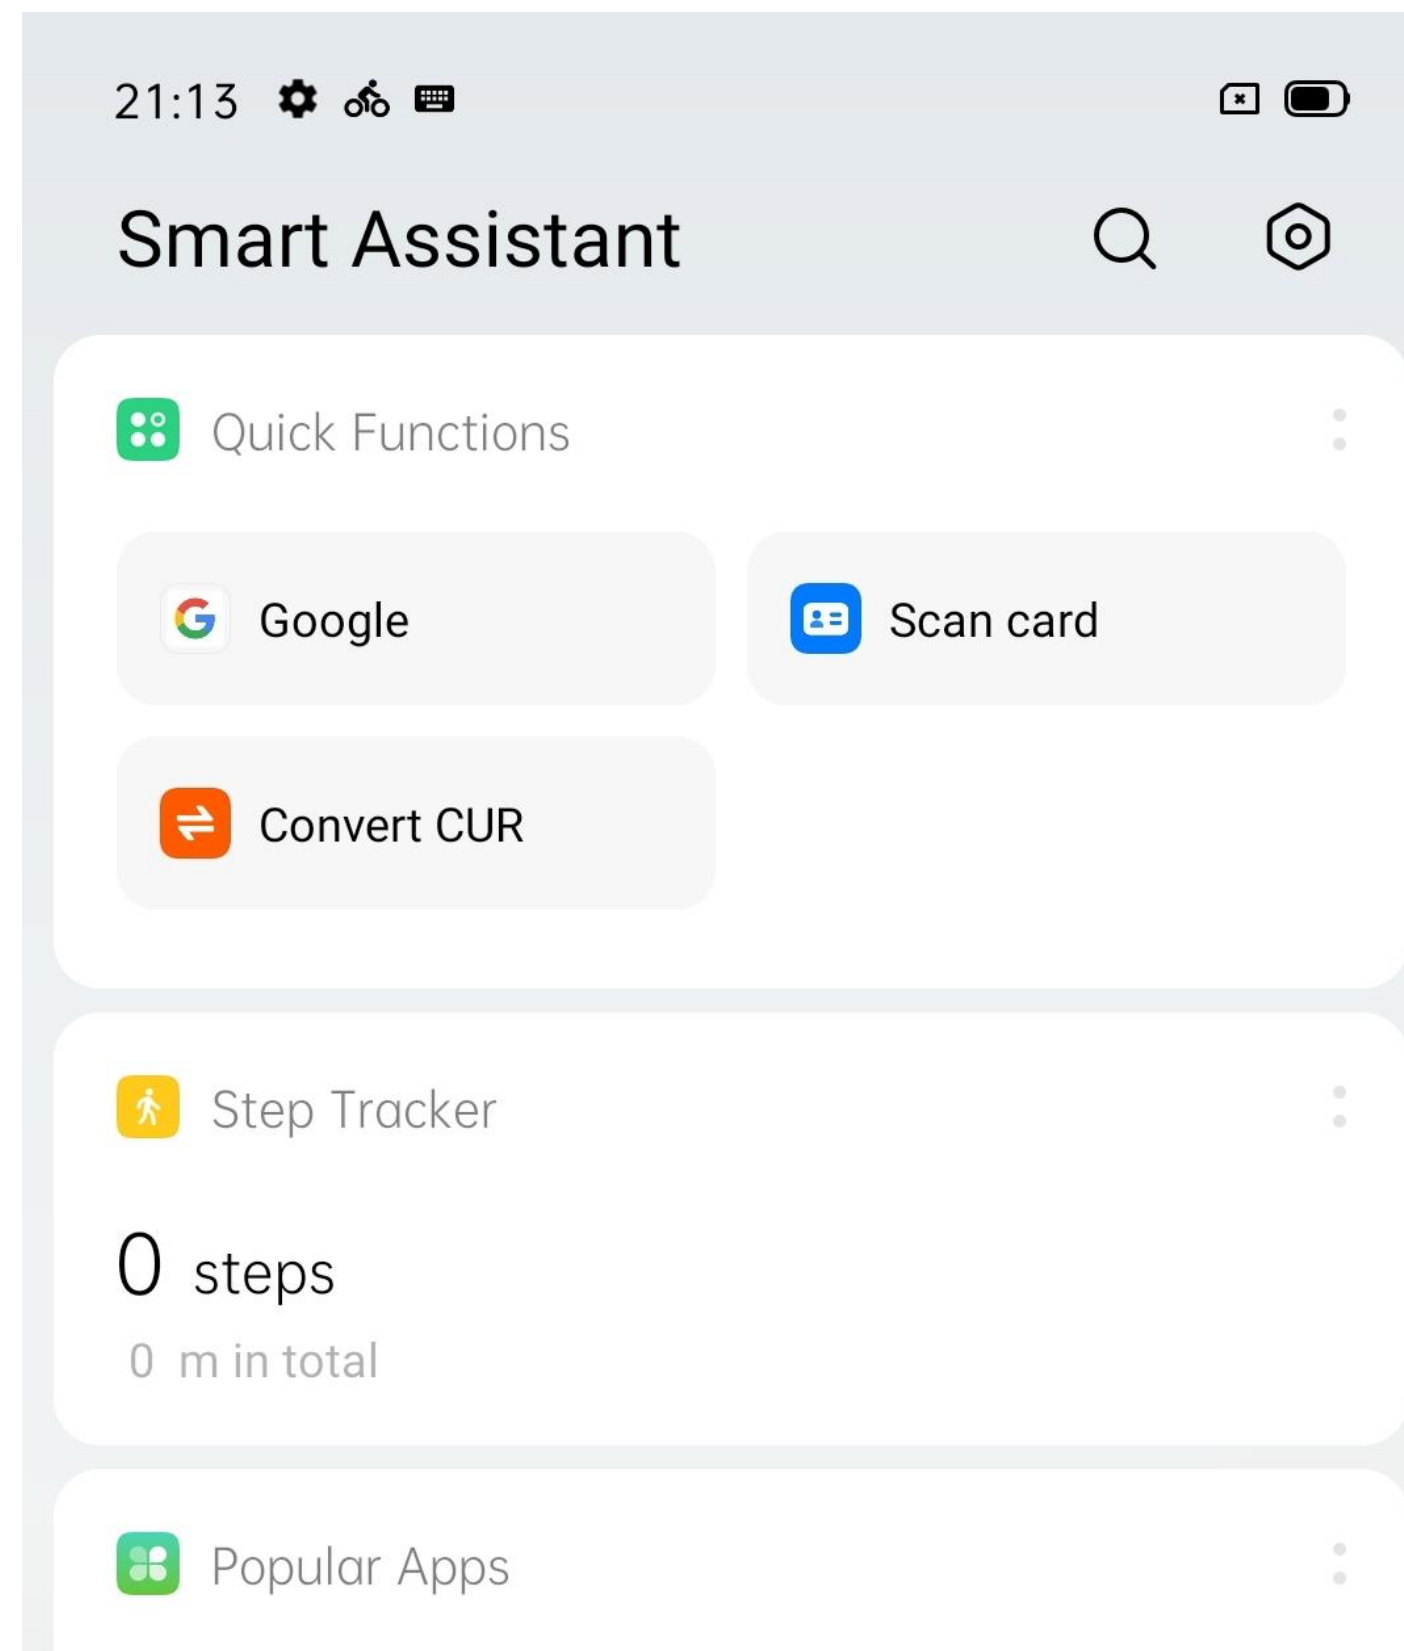 21:13
Smart Assistant
Quick Functions
Google
Scan card
Convert CUR
Step Tracker
0 steps
0 m in total
Popular Apps